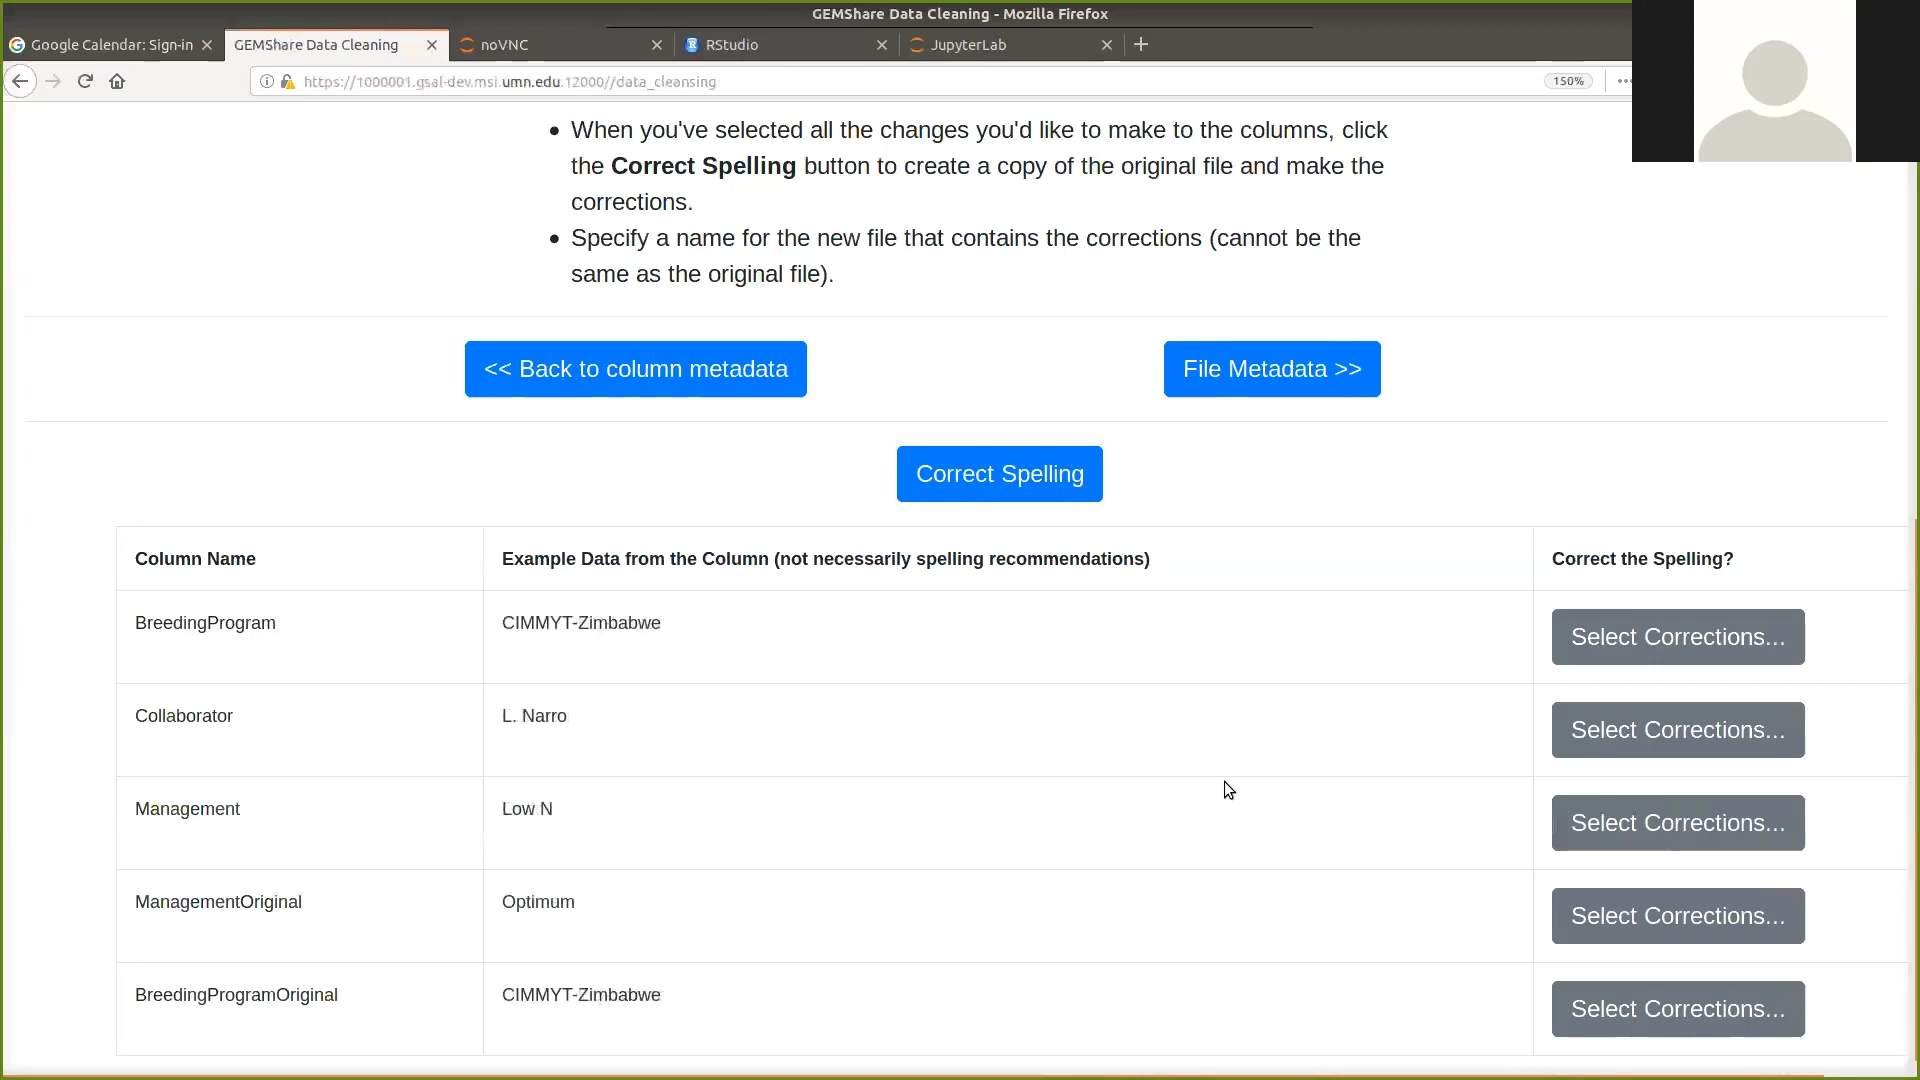 GEMShare Data Cleaning - Mozilla Firefox
Google Calendar: Sign-in
GEMShare Data Cleaning
noVNC
RStudio
JupyterLab
https://1000001.gsal-dev.msi.umn.edu:12000//data_cleansing
150%
When you've selected all the changes you'd like to make to the columns, click
the Correct Spelling button to create a copy of the original file and make the
corrections.
Specify a name for the new file that contains the corrections (cannot be the
same as the original file).
<< Back to column metadata
File Metadata >>
Correct Spelling
Column Name
Example Data from the Column (not necessarily spelling recommendations)
Correct the Spelling?
BreedingProgram
CIMMYT-Zimbabwe
Select Corrections...
Collaborator
L. Narro
Select Corrections...
Management
Low N
Select Corrections...
ManagementOriginal
Optimum
Select Corrections...
BreedingProgramOriginal
CIMMYT-Zimbabwe
Select Corrections...